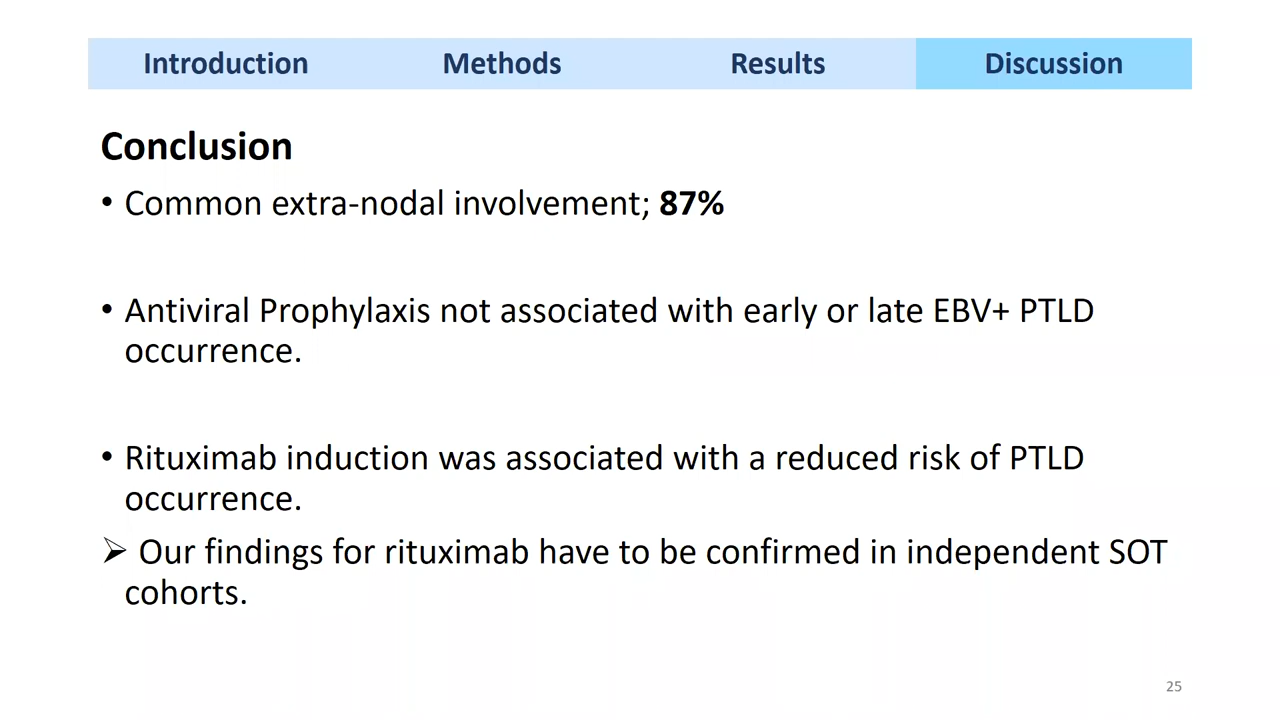 Introduction Methods Results Discussion
Conclusion
• Common extra-nodal involvement; 87%
• Antiviral Prophylaxis not associated with early or late EBV+ PTLD
occurrence.
• Rituximab induction was associated with a reduced risk of PTLD
occurrence.
➢ Our findings for rituximab have to be confirmed in independent SOT
cohorts.
25